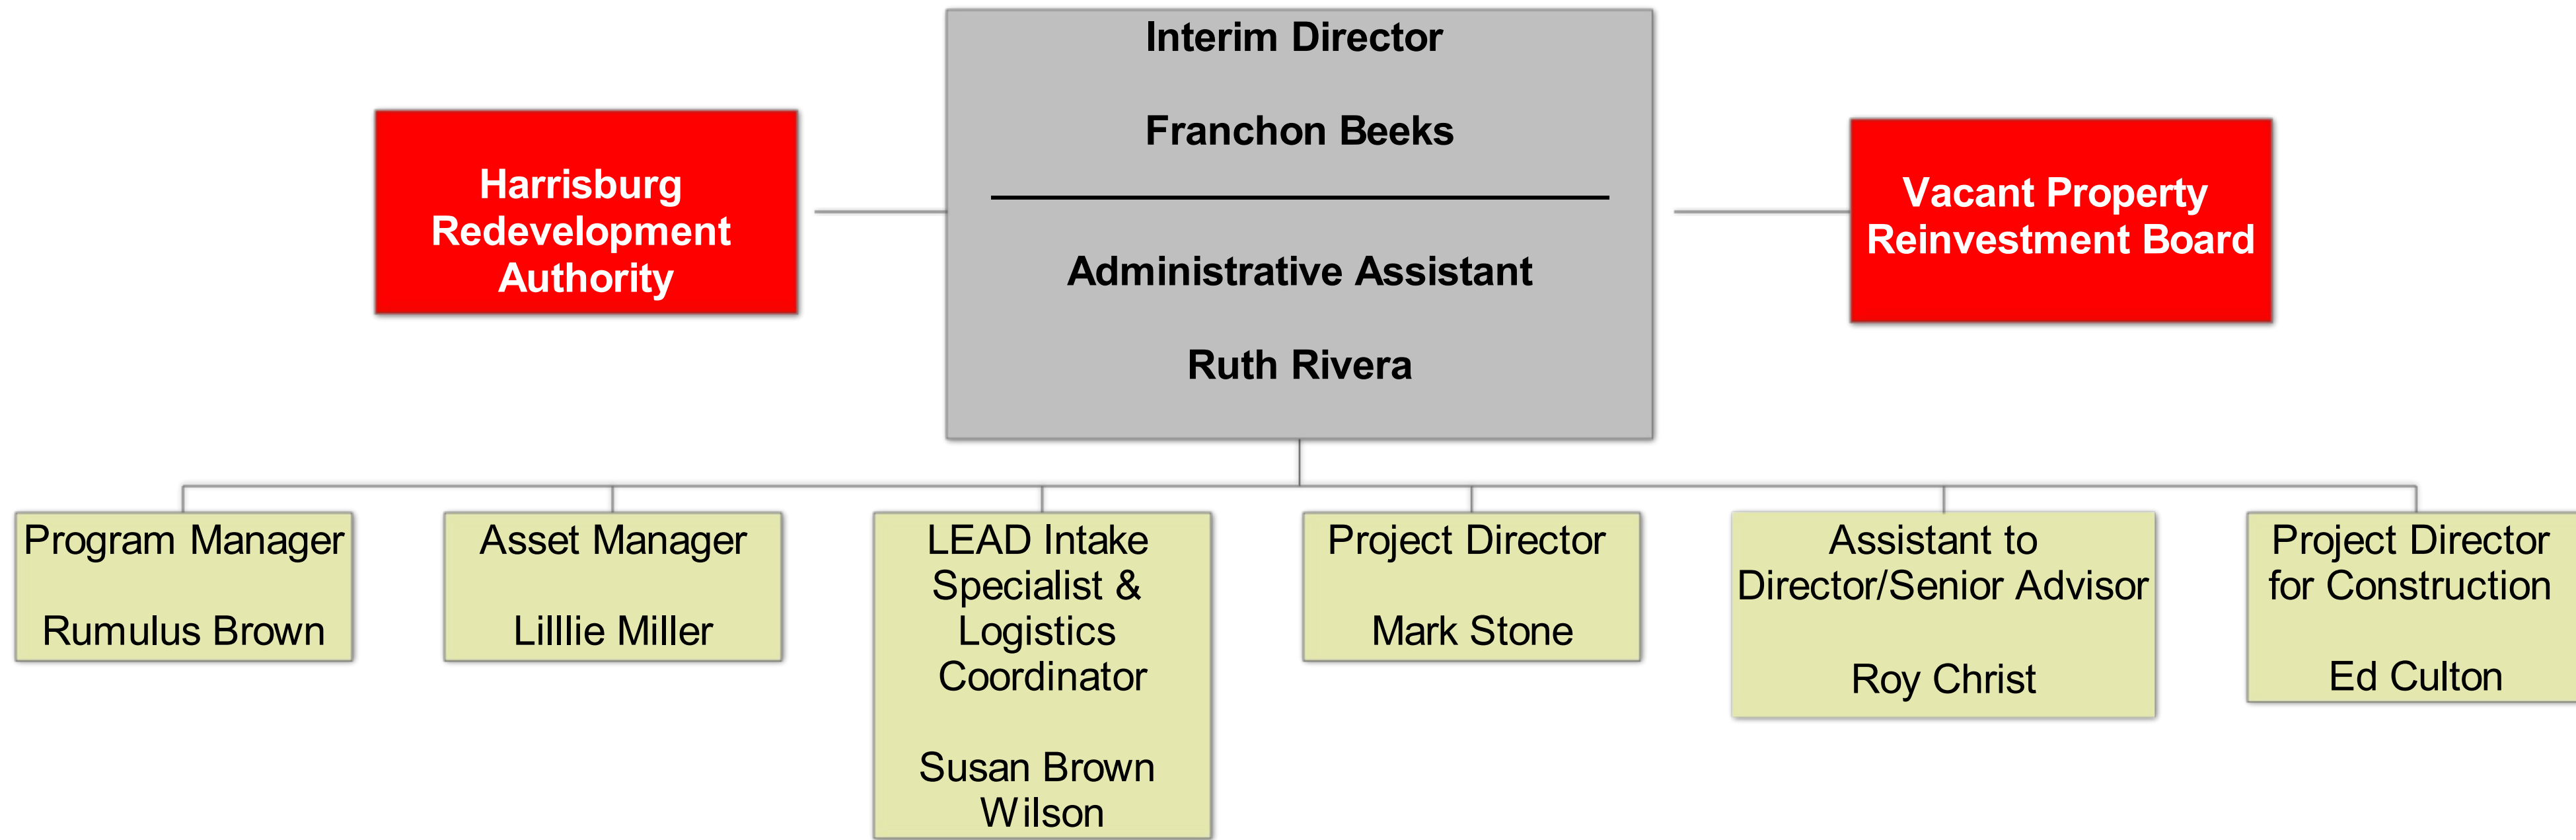 Interim Director
Franchon Beeks
Administrative Assistant
Ruth Rivera
Harrisburg
Redevelopment
Authority
Vacant Property
Reinvestment Board
Program Manager
Rumulus Brown
Asset Manager
Lilllie Miller
LEAD Intake
Specialist &
Logistics
Coordinator
Susan Brown
Wilson
Project Director
Mark Stone
Assistant to
Director/Senior Advisor
Roy Christ
Project Director
for Construction
Ed Culton